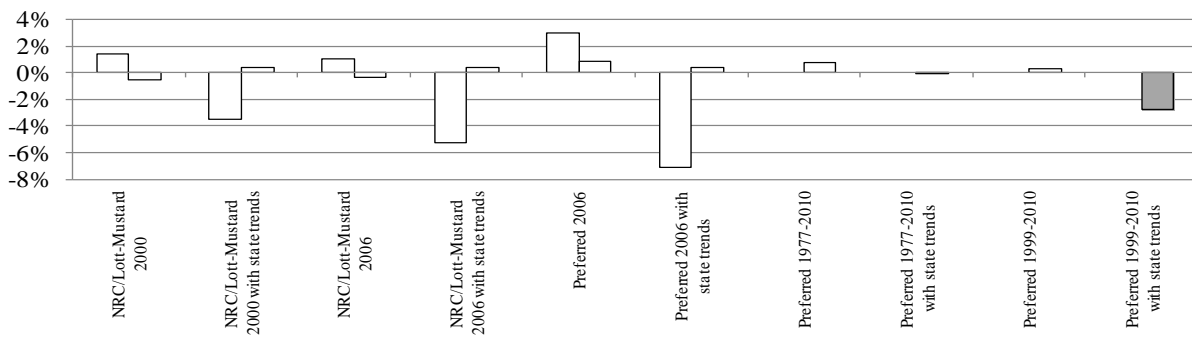 4%
2%
0%
-2%
-4%
-6%
-8%
NRC/Lott-Mustard
2000
NRC/Lott-Mustard
2000 with state trends
NRC/Lott-Mustard
2006
NRC/Lott-Mustard
2006 with state trends
Preferred 2006
Preferred 2006 with
state trends
Preferred 1977-2010
Preferred 1977-2010
with state trends
Preferred 1999-2010
Preferred 1999-2010
with state trends